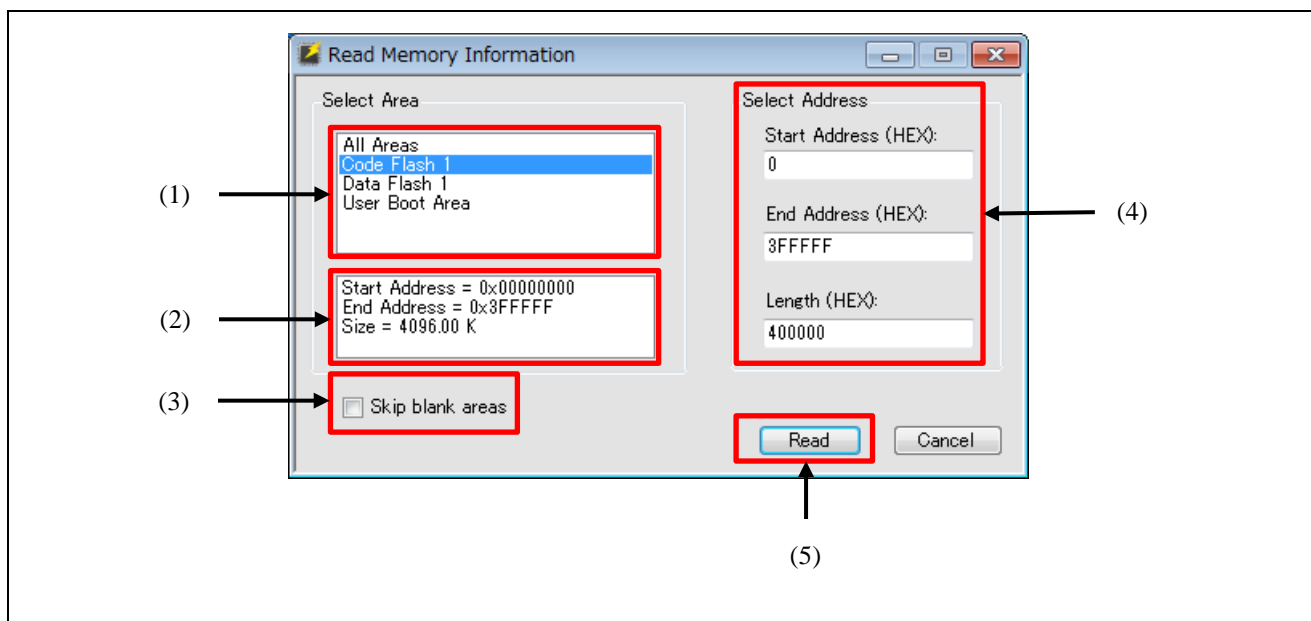 Read Memory Information
Select Area
All Areas
Code Flash 1
Data Flash 1
User Boot Area
(1)
Start Address = 0x00000000
End Address = 0x3FFFFF
Size = 4096.00 K
(2)
Skip blank areas
(3)
Select Address
Start Address (HEX):
0
End Address (HEX):
3FFFFF
Length (HEX):
400000
(4)
Read
Cancel
(5)